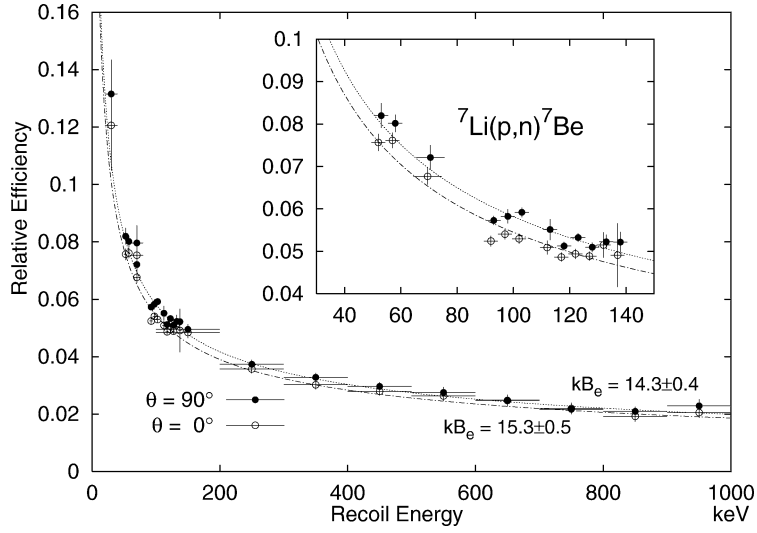 0.16
0.14
0.12
0.1
0.08
0.06
0.04
0.02
0
Relative Efficiency
0.1
0.09
0.08
0.07
0.06
0.05
0.04
⁷Li(p,n)⁷Be
40 60 80 100 120 140
θ = 90°
θ = 0°
kBₑ = 14.3±0.4
kBₑ = 15.3±0.5
0 200 400 600 800 1000
Recoil Energy keV